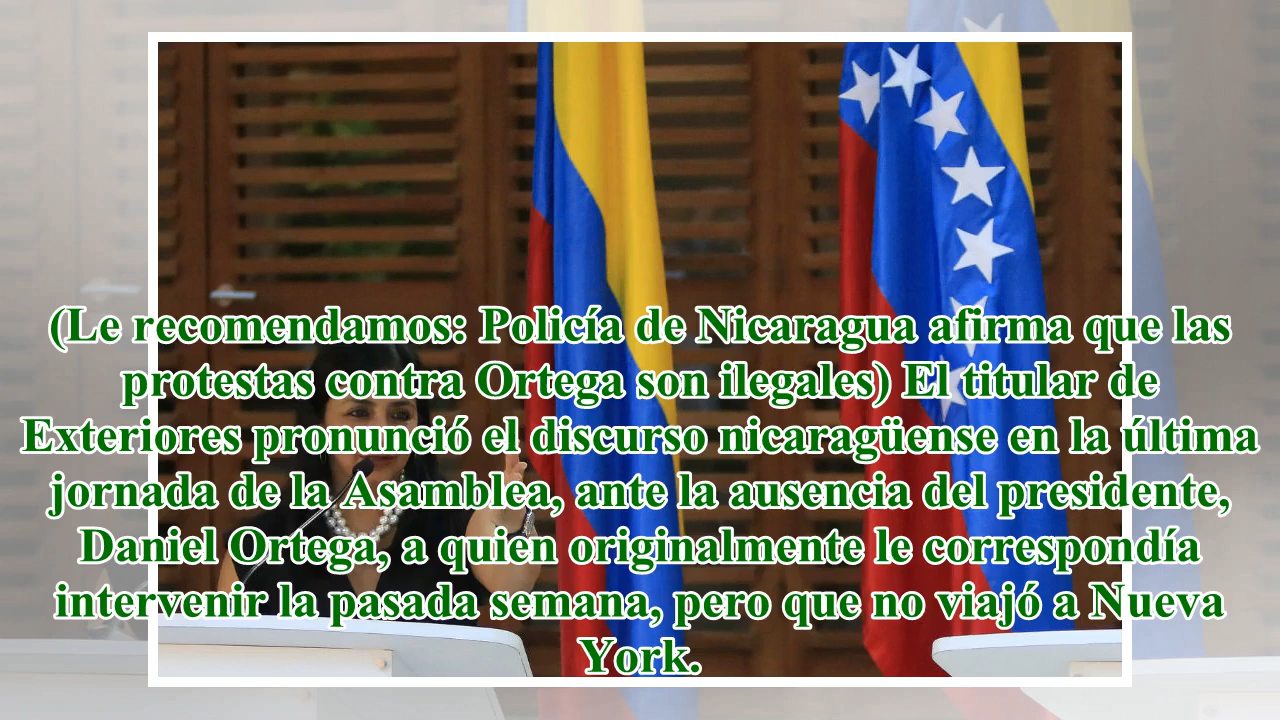 (Le recomendamos: Policía de Nicaragua afirma que las
protestas contra Ortega son ilegales) El titular de
Exteriores pronunció el discurso nicaragüense en la última
jornada de la Asamblea, ante la ausencia del presidente,
Daniel Ortega, a quien originalmente le correspondía
intervenir la pasada semana, pero que no viajó a Nueva
York.